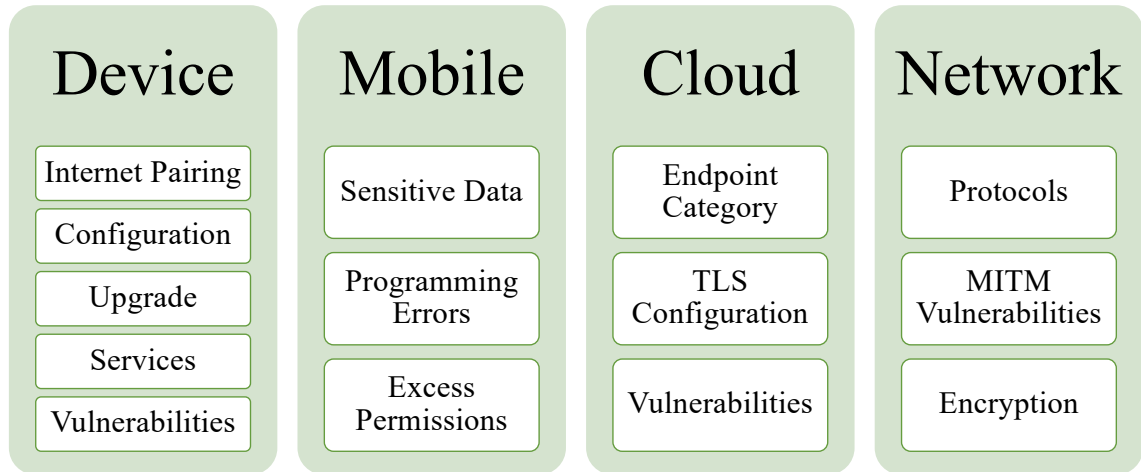 Device
Internet Pairing
Configuration
Upgrade
Services
Vulnerabilities
Mobile
Sensitive Data
Programming
Errors
Excess
Permissions
Cloud
Endpoint
Category
TLS
Configuration
Vulnerabilities
Network
Protocols
MITM
Vulnerabilities
Encryption